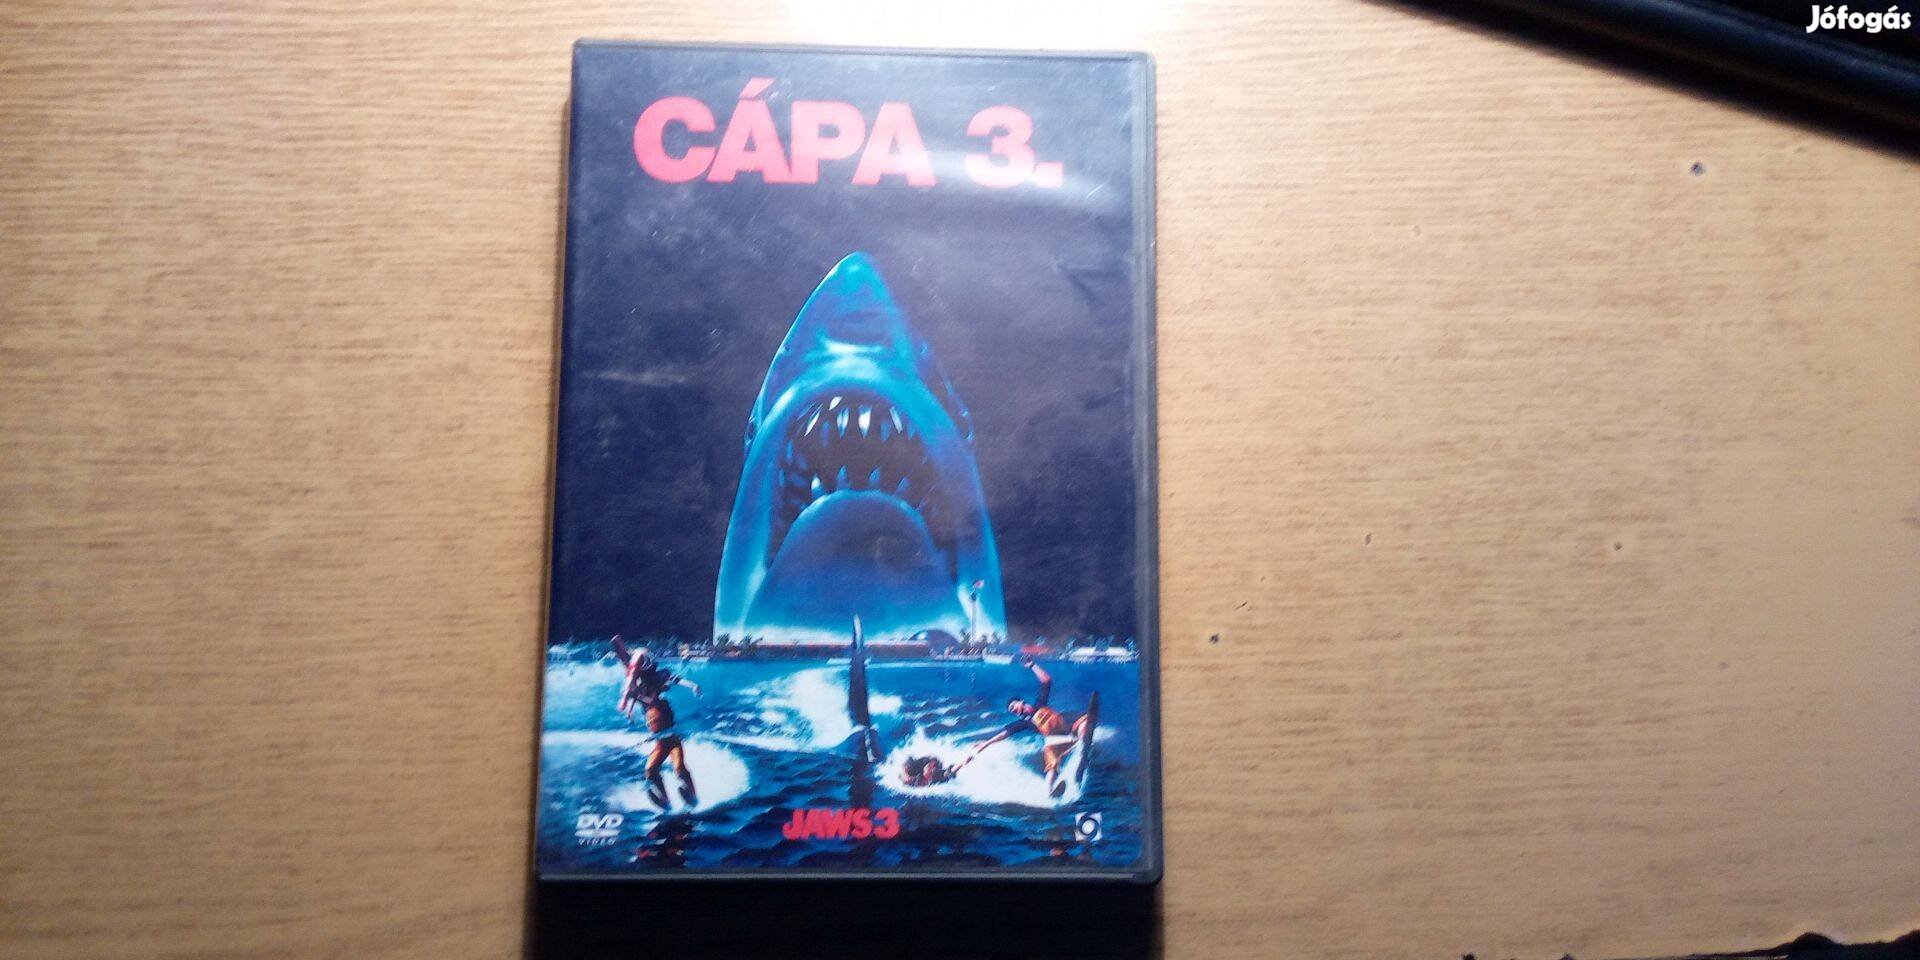 Jófogás
CÁPA 3.
JAWS 3
DVD
VIDEO